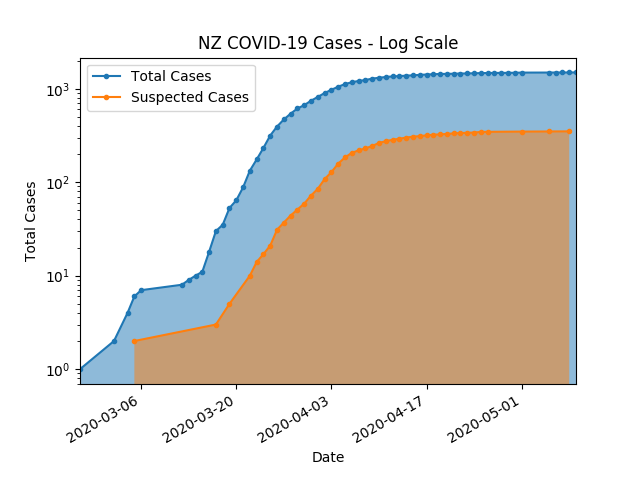 NZ COVID-19 Cases - Log Scale
Total Cases
Suspected Cases
Total Cases
10³
10²
10¹
10⁰
2020-03-06
2020-03-20
2020-04-03
2020-04-17
2020-05-01
Date